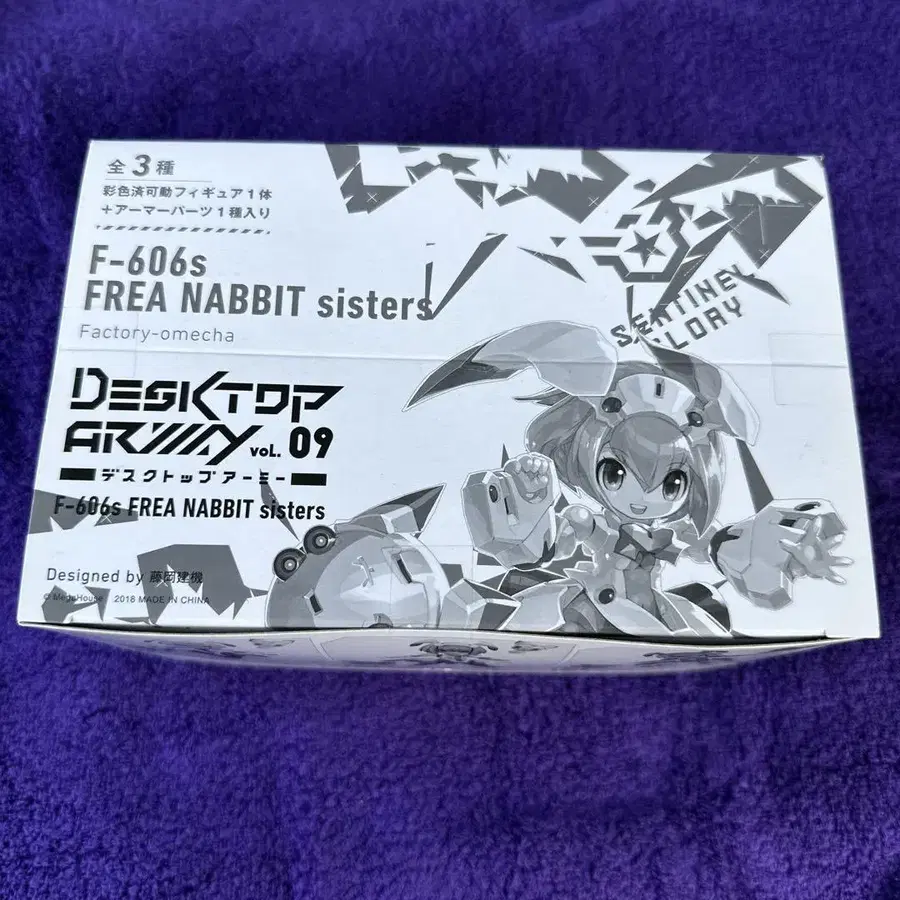 全3種
彩色済可動フィギュア1体
+アーマーパーツ1種入り
F-606s
FREA NABBIT sisters
Factory-omecha
SENTINEL
GLORY
DESKTOP
ARMY VOL. 09
デスクトップアーミー
F-606s FREA NABBIT sisters
Designed by 藤岡建機
© MegaHouse 2018 MADE IN CHINA